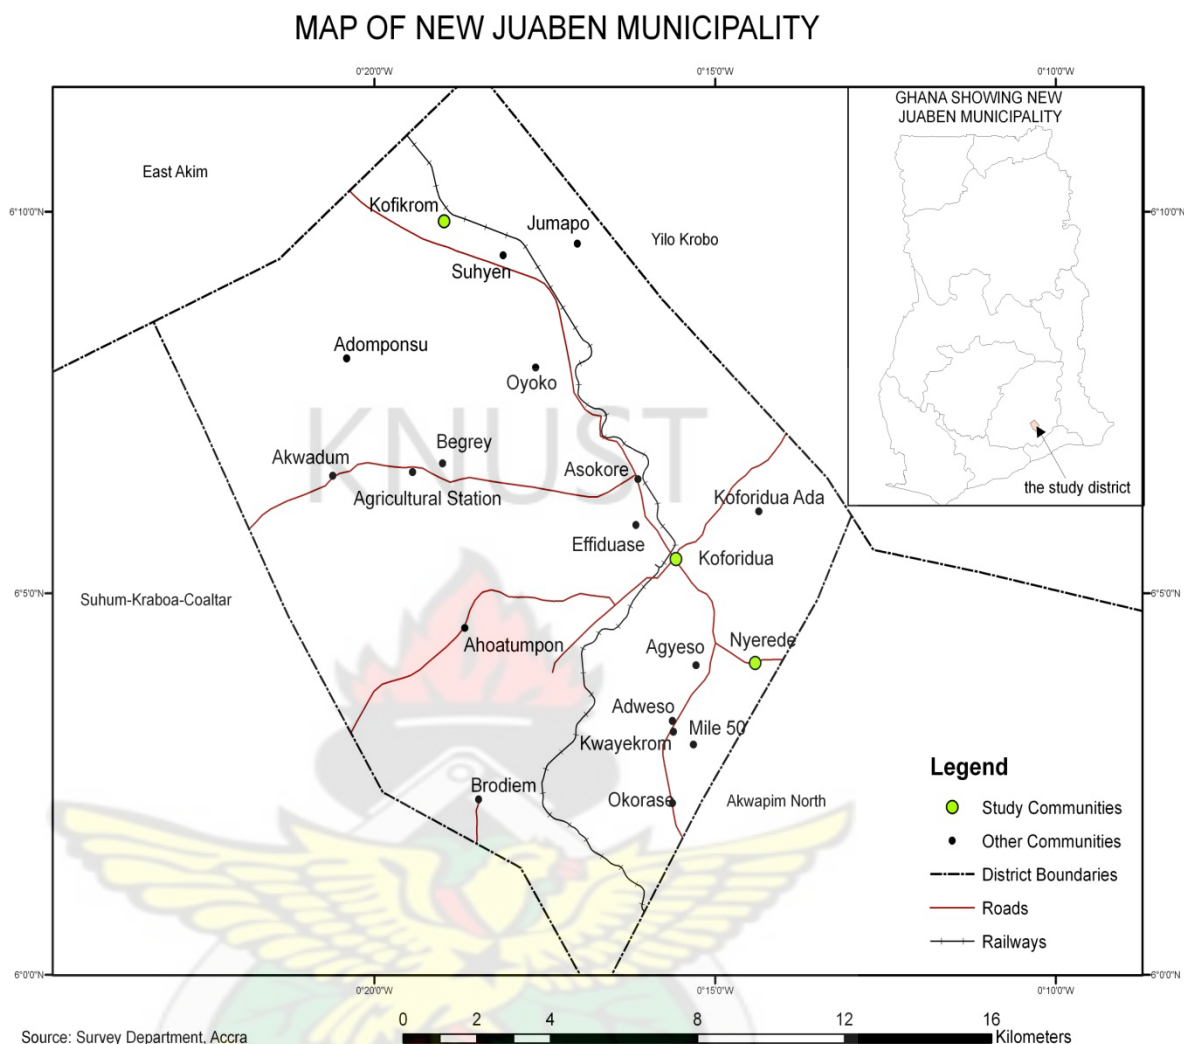 MAP OF NEW JUABEN MUNICIPALITY
0°20'0"W
0°15'0"W
0°10'0"W
GHANA SHOWING NEW
JUABEN MUNICIPALITY
East Akim
Kofikrom
6°10'0"N
6°10'0"N
Jumapo
Yilo Krobo
Suhyen
Adomponsu
Oyoko
KNUST
Begrey
Akwadum
Asokore
Agricultural Station
Koforidua Ada
the study district
Effiduase
Koforidua
6°5'0"N
6°5'0"N
Suhum-Kraboa-Coaltar
Ahoatumpon
Agyeso
Nyerede
Adweso
Mile 50
Kwayekrom
Brodiem
Okorase
Akwapim North
Legend
Study Communities
Other Communities
District Boundaries
Roads
Railways
6°0'0"N
6°0'0"N
0°20'0"W
0°15'0"W
0°10'0"W
0 2 4 8 12 16
Kilometers
Source: Survey Department, Accra